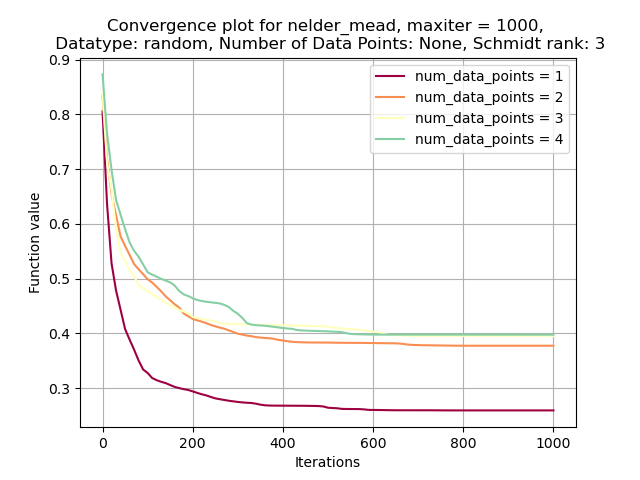 Convergence plot for nelder_mead, maxiter = 1000,
Datatype: random, Number of Data Points: None, Schmidt rank: 3
num_data_points = 1
num_data_points = 2
num_data_points = 3
num_data_points = 4
Function value
0.9
0.8
0.7
0.6
0.5
0.4
0.3
0 200 400 600 800 1000
Iterations